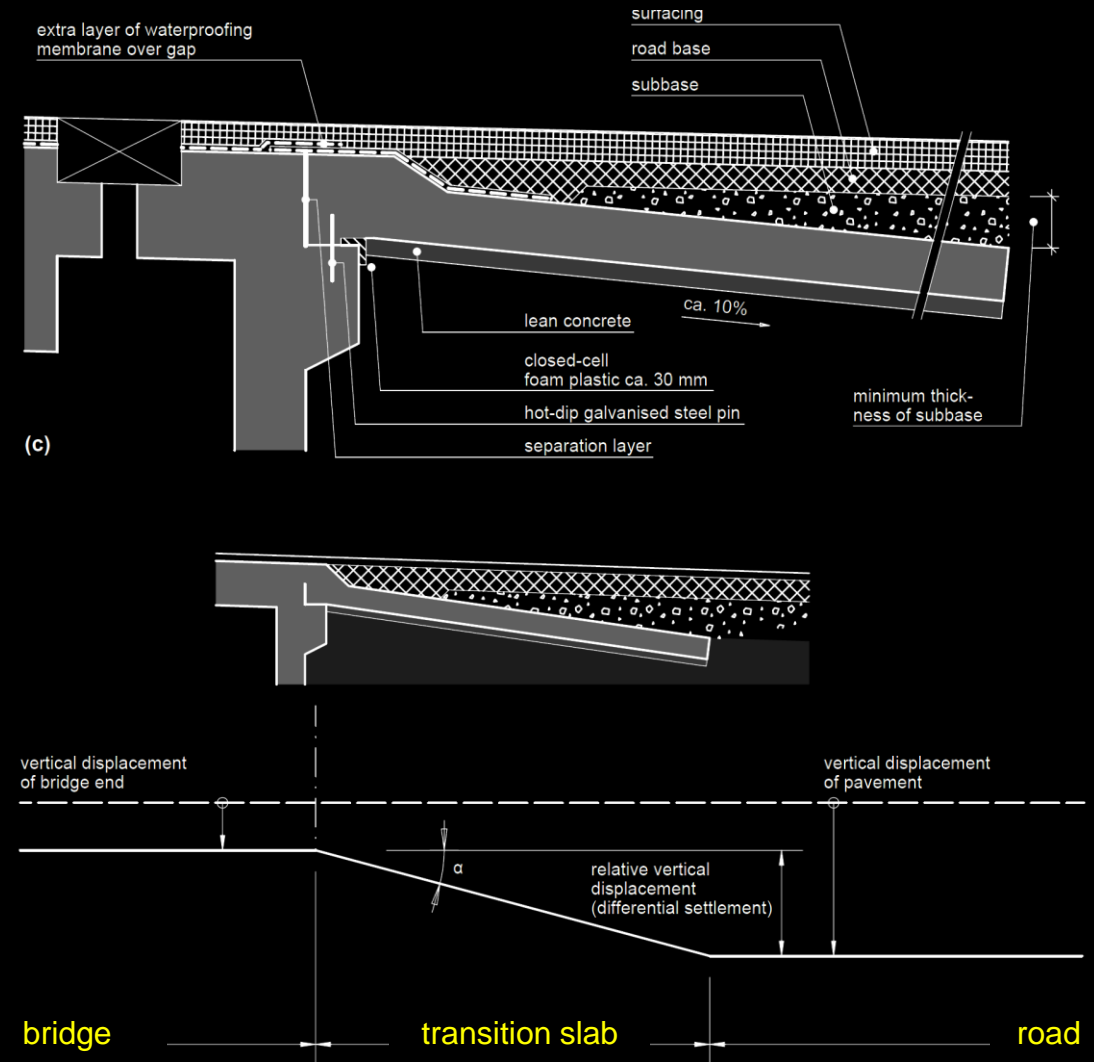 extra layer of waterproofing
membrane over gap
surfacing
road base
subbase
ca. 10%
lean concrete
closed-cell
foam plastic ca. 30 mm
hot-dip galvanised steel pin
separation layer
minimum thick-
ness of subbase
(c)
vertical displacement
of bridge end
vertical displacement
of pavement
α
relative vertical
displacement
(differential settlement)
bridge
transition slab
road